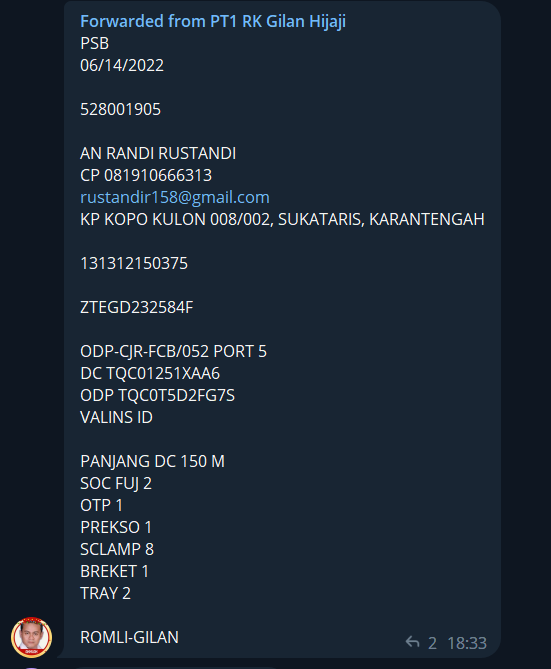 Forwarded from PT1 RK Gilan Hijaji
PSB
06/14/2022
528001905
AN RANDI RUSTANDI
CP 081910666313
rustandir158@gmail.com
KP KOPO KULON 008/002, SUKATARIS, KARANTENGAH
131312150375
ZTEGD232584F
ODP-CJR-FCB/052 PORT 5
DC TQC01251XAA6
ODP TQC0T5D2FG7S
VALINS ID
PANJANG DC 150 M
SOC FUJ 2
OTP 1
PREKSO 1
SCLAMP 8
BREKET 1
TRAY 2
ROMLI-GILAN
2 18:33